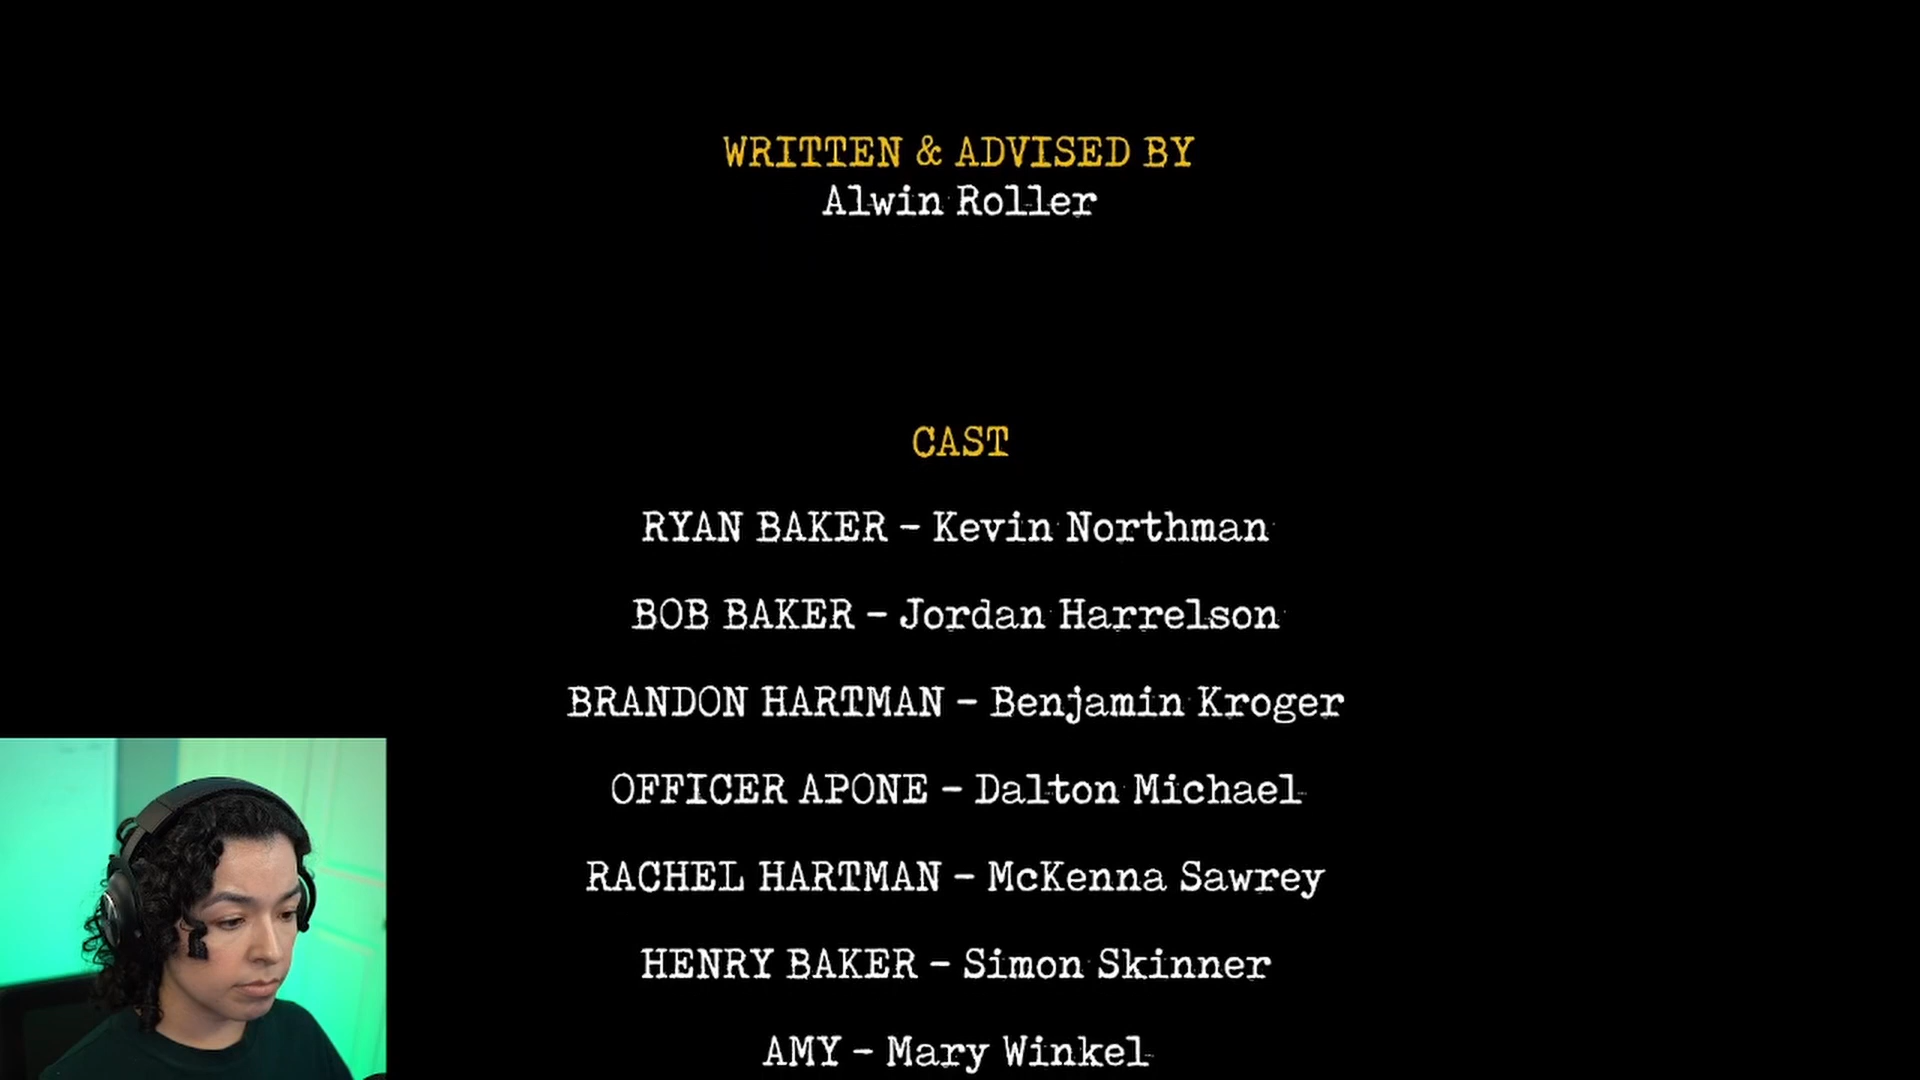 WRITTEN & ADVISED BY
Alwin Roller
CAST
RYAN BAKER – Kevin Northman
BOB BAKER – Jordan Harrelson
BRANDON HARTMAN – Benjamin Kroger
OFFICER APONE – Dalton Michael
RACHEL HARTMAN – McKenna Sawrey
HENRY BAKER – Simon Skinner
AMY – Mary Winkel